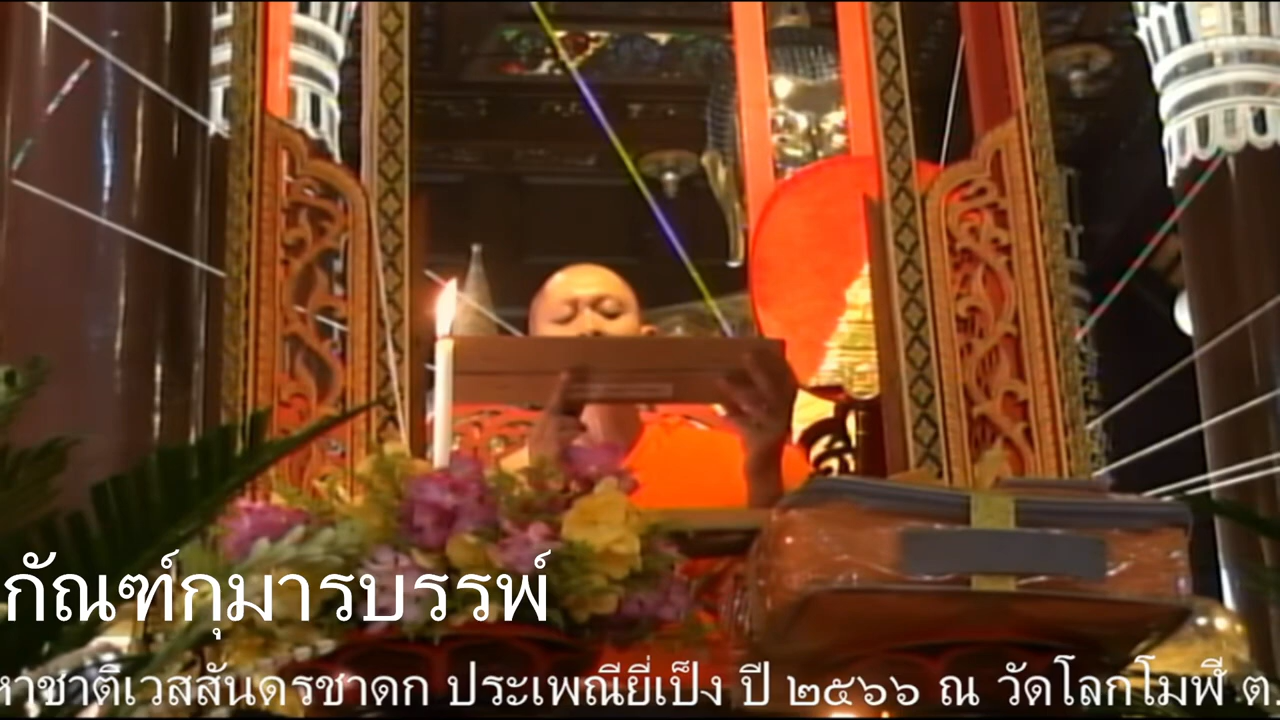 กัณฑ์กุมารบรรพ์
หาชาติเวสสันดรชาดก ประเพณียี่เป็ง ปี ๒๕๖๖ ณ วัดโลกโมฬี ต.